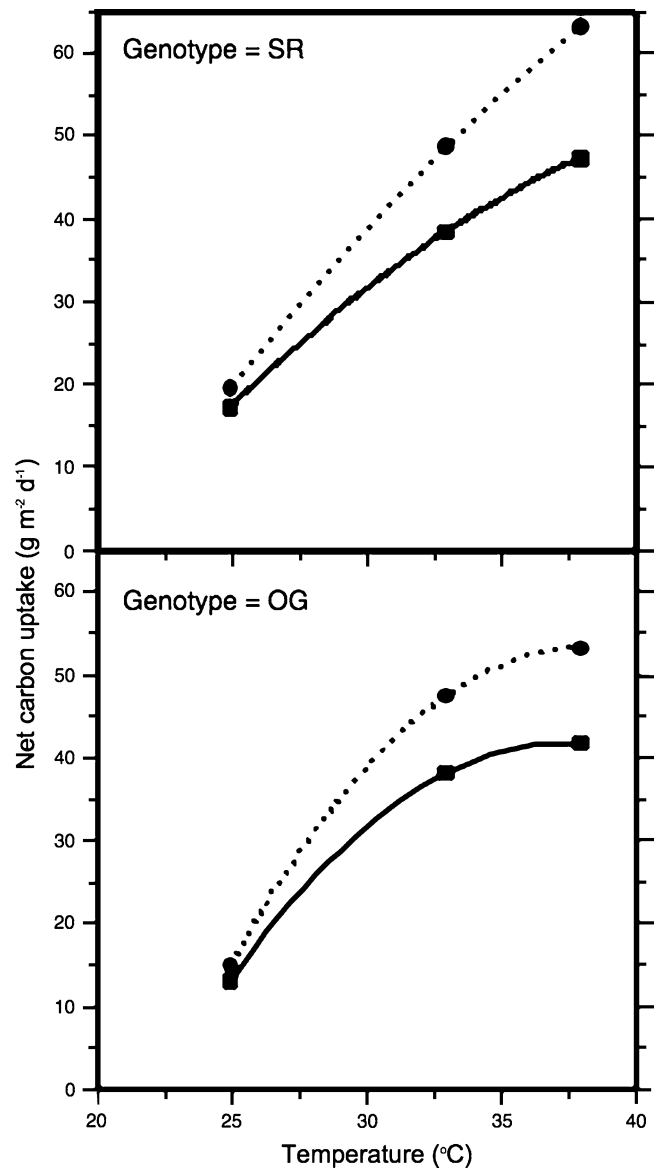 Genotype = SR
60
50
40
30
20
10
0
Genotype = OG
60
50
40
30
20
10
0
20 25 30 35 40
Temperature (°C)
Net carbon uptake (g m⁻² d⁻¹)